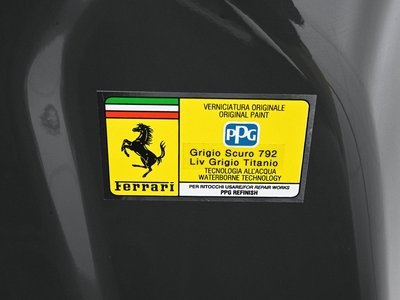 VERNICIATURA ORIGINALE
ORIGINAL PAINT
PPG
Grigio Scuro 792
Liv Grigio Titanio
TECNOLOGIA ALL'ACQUA
WATERBORNE TECHNOLOGY
Ferrari
PER RITOCCHI USARE/FOR REPAIR WORKS
PPG REFINISH